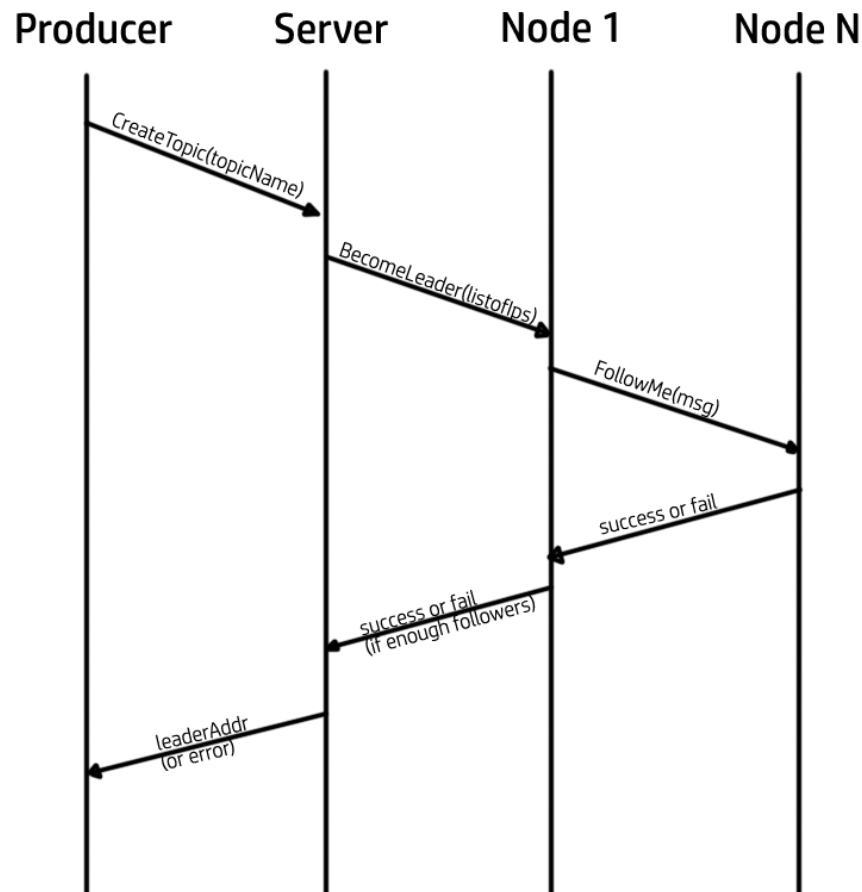 Producer
Server
Node 1
Node N
CreateTopic(topicName)
BecomeLeader(listofIps)
FollowMe(msg)
success or fail
success or fail
(if enough followers)
leaderAddr
(or error)